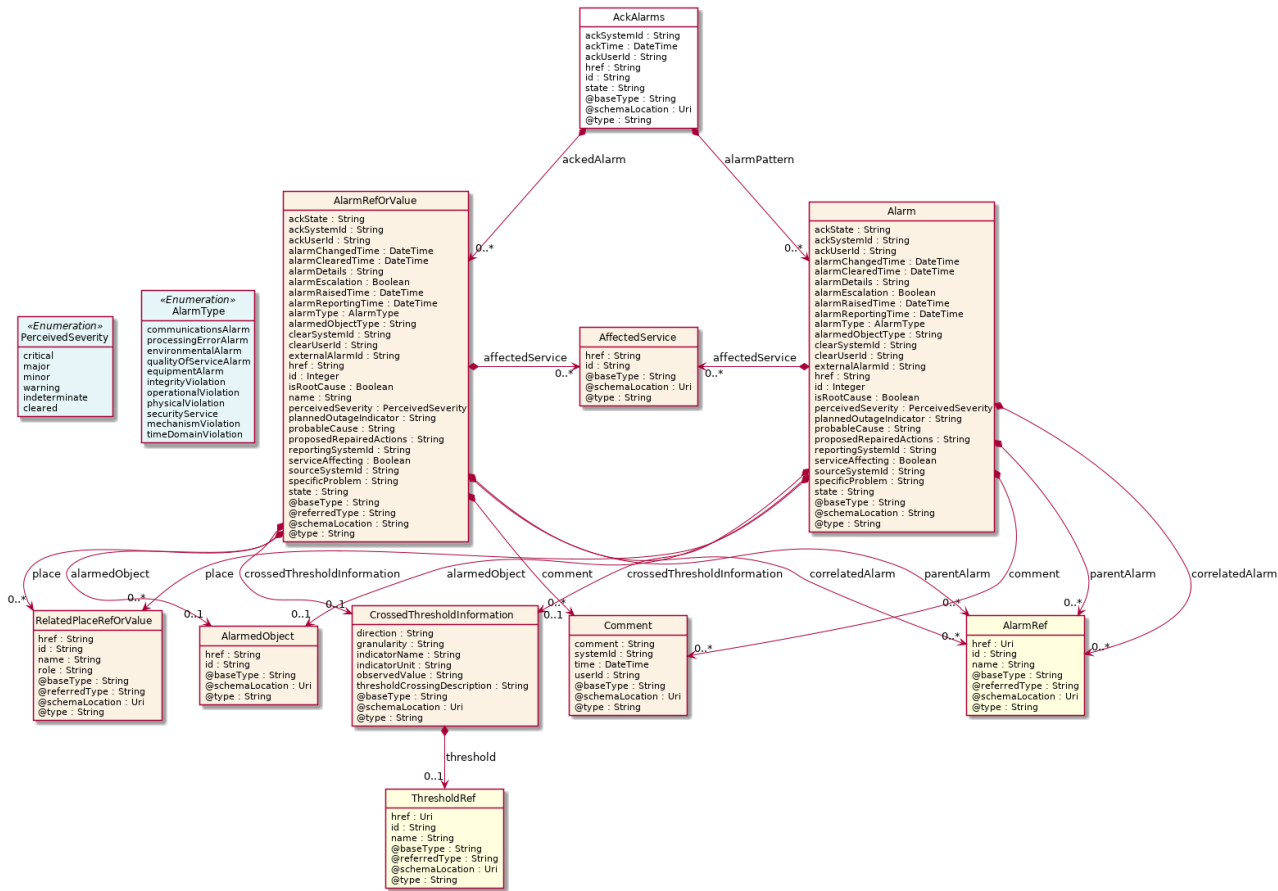 AckAlarms
ackSystemId : String
ackTime : DateTime
ackUserId : String
href : String
id : String
state : String
@baseType : String
@schemaLocation : Uri
@type : String
ackedAlarm
alarmPattern
0..*
0..*
AlarmRefOrValue
ackState : String
ackSystemId : String
ackUserId : String
alarmChangedTime : DateTime
alarmClearedTime : DateTime
alarmDetails : String
alarmEscalation : Boolean
alarmRaisedTime : DateTime
alarmReportingTime : DateTime
alarmType : AlarmType
alarmedObjectType : String
clearSystemId : String
clearUserId : String
externalAlarmId : String
href : String
id : Integer
isRootCause : Boolean
name : String
perceivedSeverity : PerceivedSeverity
plannedOutageIndicator : String
probableCause : String
proposedRepairedActions : String
reportingSystemId : String
serviceAffecting : Boolean
sourceSystemId : String
specificProblem : String
state : String
@baseType : String
@referredType : String
@schemaLocation : String
@type : String
Alarm
ackState : String
ackSystemId : String
ackUserId : String
alarmChangedTime : DateTime
alarmClearedTime : DateTime
alarmDetails : String
alarmEscalation : Boolean
alarmRaisedTime : DateTime
alarmReportingTime : DateTime
alarmType : AlarmType
alarmedObjectType : String
clearSystemId : String
clearUserId : String
externalAlarmId : String
href : String
id : Integer
isRootCause : Boolean
perceivedSeverity : PerceivedSeverity
plannedOutageIndicator : String
probableCause : String
proposedRepairedActions : String
reportingSystemId : String
serviceAffecting : Boolean
sourceSystemId : String
specificProblem : String
state : String
@baseType : String
@schemaLocation : String
@type : String
«Enumeration»
PerceivedSeverity
critical
major
minor
warning
indeterminate
cleared
«Enumeration»
AlarmType
communicationsAlarm
processingErrorAlarm
environmentalAlarm
qualityOfServiceAlarm
equipmentAlarm
integrityViolation
operationalViolation
physicalViolation
securityService
mechanismViolation
timeDomainViolation
affectedService
0..*
AffectedService
href : String
id : String
@baseType : String
@schemaLocation : Uri
@type : String
affectedService
0..*
place
alarmedObject
place
crossedThresholdInformation
alarmedObject
comment
crossedThresholdInformation
correlatedAlarm
parentAlarm
comment
parentAlarm
correlatedAlarm
0..*
0..*
0..1
0..1
0..1
0..*
0..1
0..*
0..*
0..*
0..*
0..*
RelatedPlaceRefOrValue
href : String
id : String
name : String
role : String
@baseType : String
@referredType : String
@schemaLocation : Uri
@type : String
AlarmedObject
href : String
id : String
@baseType : String
@schemaLocation : Uri
@type : String
CrossedThresholdInformation
direction : String
granularity : String
indicatorName : String
indicatorUnit : String
observedValue : String
thresholdCrossingDescription : String
@baseType : String
@schemaLocation : Uri
@type : String
Comment
comment : String
systemId : String
time : DateTime
userId : String
@baseType : String
@schemaLocation : Uri
@type : String
AlarmRef
href : Uri
id : String
name : String
@baseType : String
@referredType : String
@schemaLocation : Uri
@type : String
threshold
0..1
ThresholdRef
href : Uri
id : String
name : String
@baseType : String
@referredType : String
@schemaLocation : Uri
@type : String